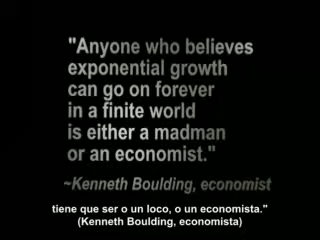 "Anyone who believes
exponential growth
can go on forever
in a finite world
is either a madman
or an economist."
~Kenneth Boulding, economist
tiene que ser o un loco, o un economista."
(Kenneth Boulding, economista)